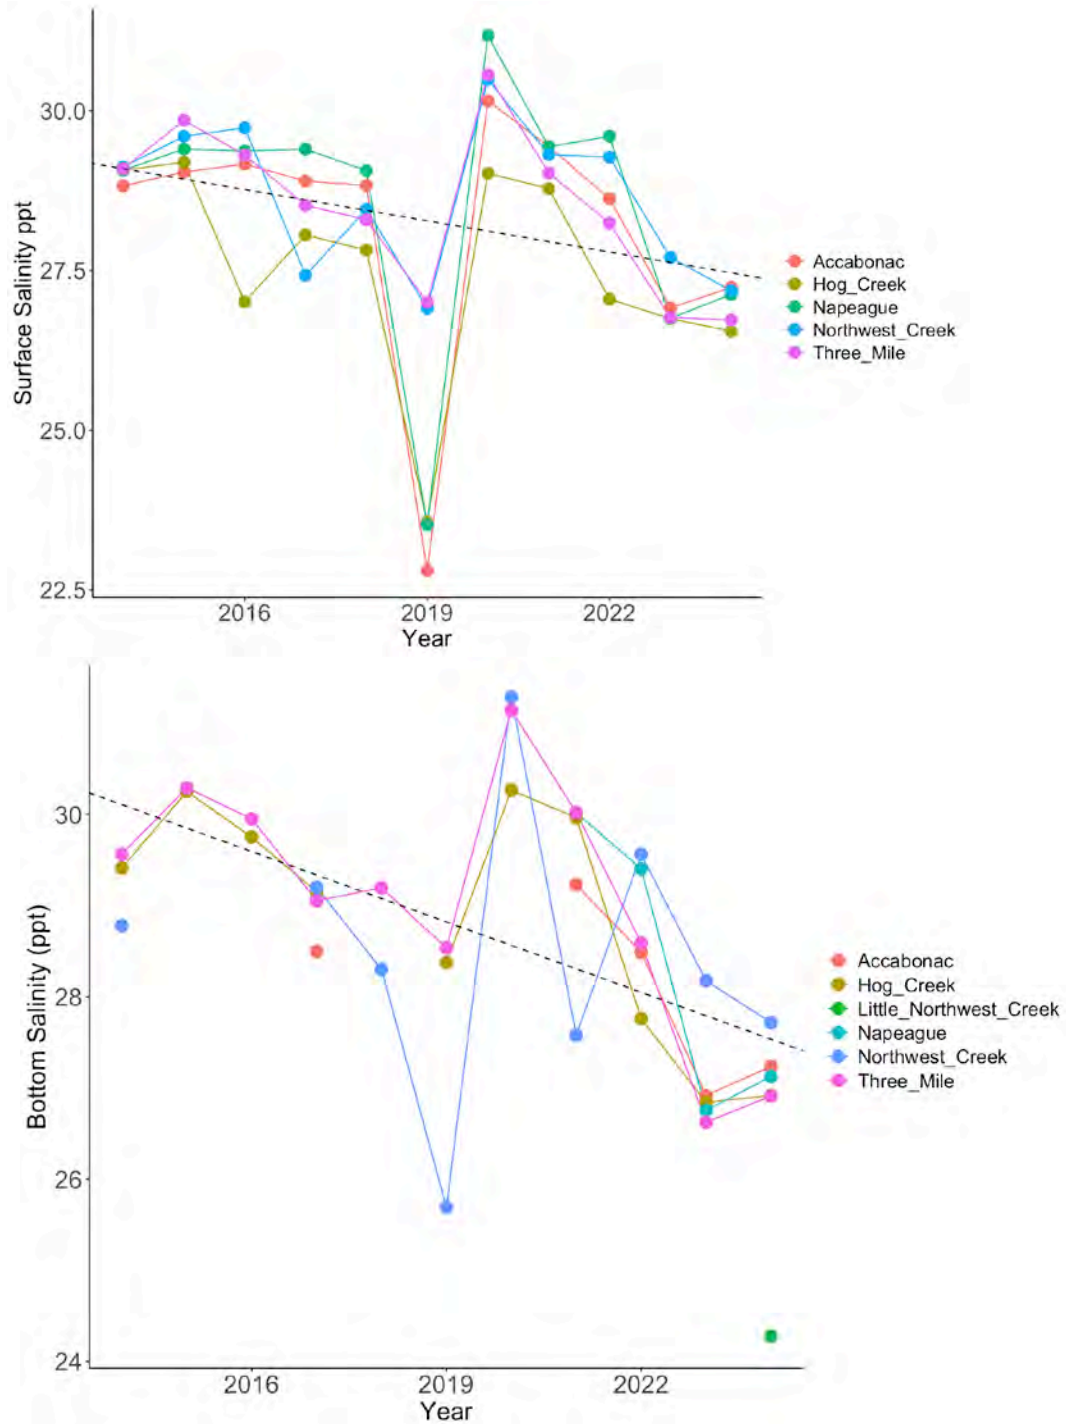 Surface Salinity ppt
30.0
27.5
25.0
22.5
2016
2019
2022
Year
Accabonac
Hog_Creek
Napeague
Northwest_Creek
Three_Mile
Bottom Salinity (ppt)
30
28
26
24
2016
2019
2022
Year
Accabonac
Hog_Creek
Little_Northwest_Creek
Napeague
Northwest_Creek
Three_Mile